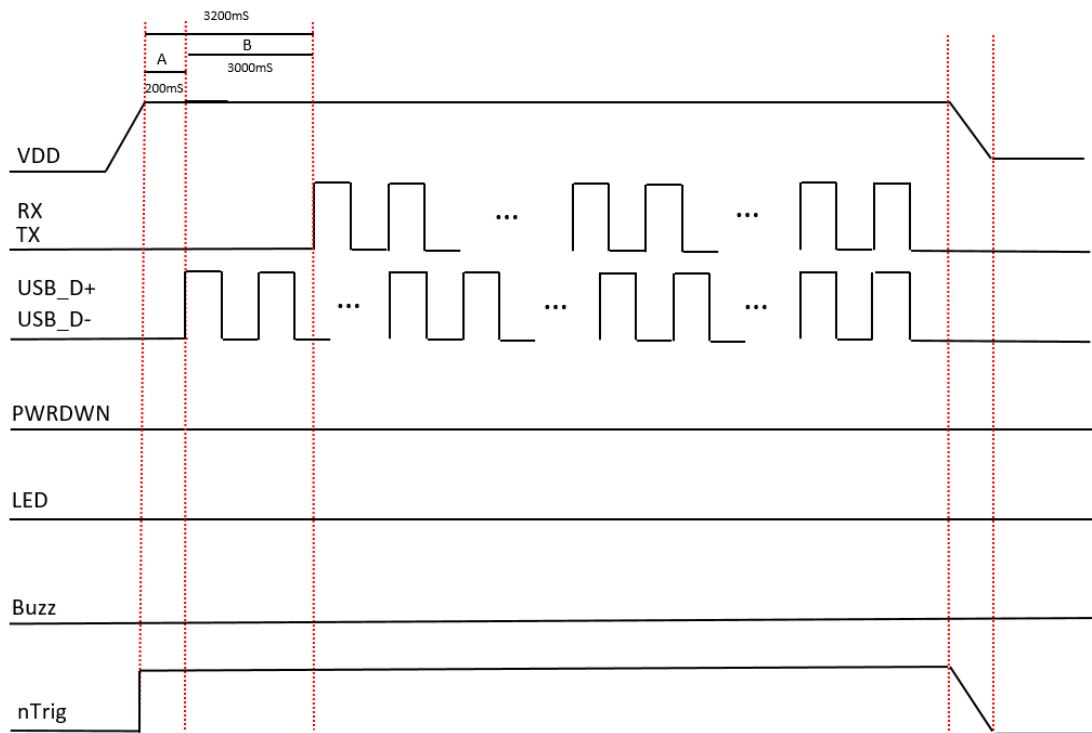 3200mS
A
B
3000mS
200mS
VDD
RX
TX
...
...
USB_D+
USB_D-
...
...
...
PWRDWN
LED
Buzz
nTrig